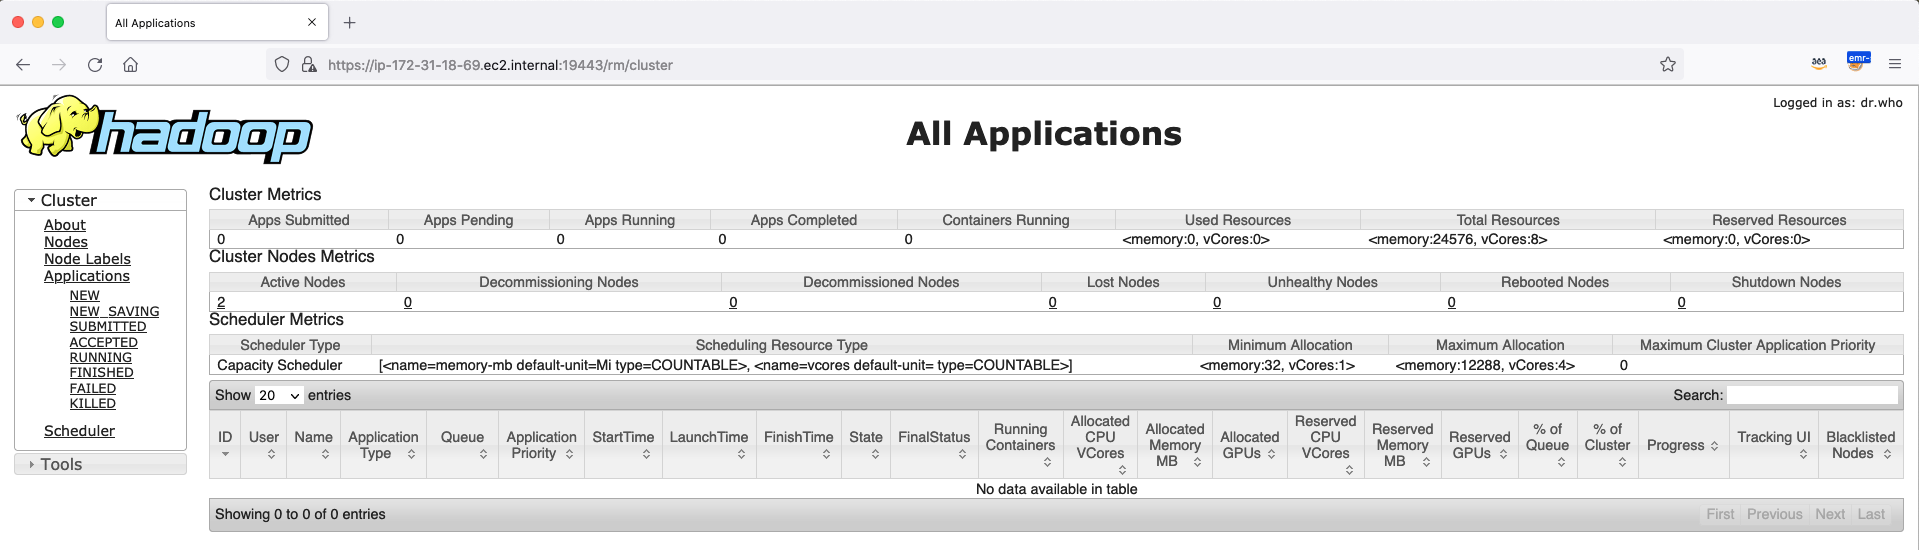 All Applications
https://ip-172-31-18-69.ec2.internal:19443/rm/cluster
aea
emr-
hadoop
All Applications
Logged in as: dr.who
Cluster
About
Nodes
Node Labels
Applications
NEW
NEW_SAVING
SUBMITTED
ACCEPTED
RUNNING
FINISHED
FAILED
KILLED
Scheduler
Tools
Cluster Metrics
Apps Submitted Apps Pending Apps Running Apps Completed Containers Running Used Resources Total Resources Reserved Resources
0 0 0 0 0 <memory:0, vCores:0> <memory:24576, vCores:8> <memory:0, vCores:0>
Cluster Nodes Metrics
Active Nodes Decommissioning Nodes Decommissioned Nodes Lost Nodes Unhealthy Nodes Rebooted Nodes Shutdown Nodes
2 0 0 0 0 0 0
Scheduler Metrics
Scheduler Type Scheduling Resource Type Minimum Allocation Maximum Allocation Maximum Cluster Application Priority
Capacity Scheduler [<name=memory-mb default-unit=Mi type=COUNTABLE>, <name=vcores default-unit= type=COUNTABLE>] <memory:32, vCores:1> <memory:12288, vCores:4> 0
Show 20 entries Search:
ID User Name Application Type Queue Application Priority StartTime LaunchTime FinishTime State FinalStatus Running Containers Allocated CPU VCores Allocated Memory MB Allocated GPUs Reserved CPU VCores Reserved Memory MB Reserved GPUs % of Queue % of Cluster Progress Tracking UI Blacklisted Nodes
No data available in table
Showing 0 to 0 of 0 entries First Previous Next Last